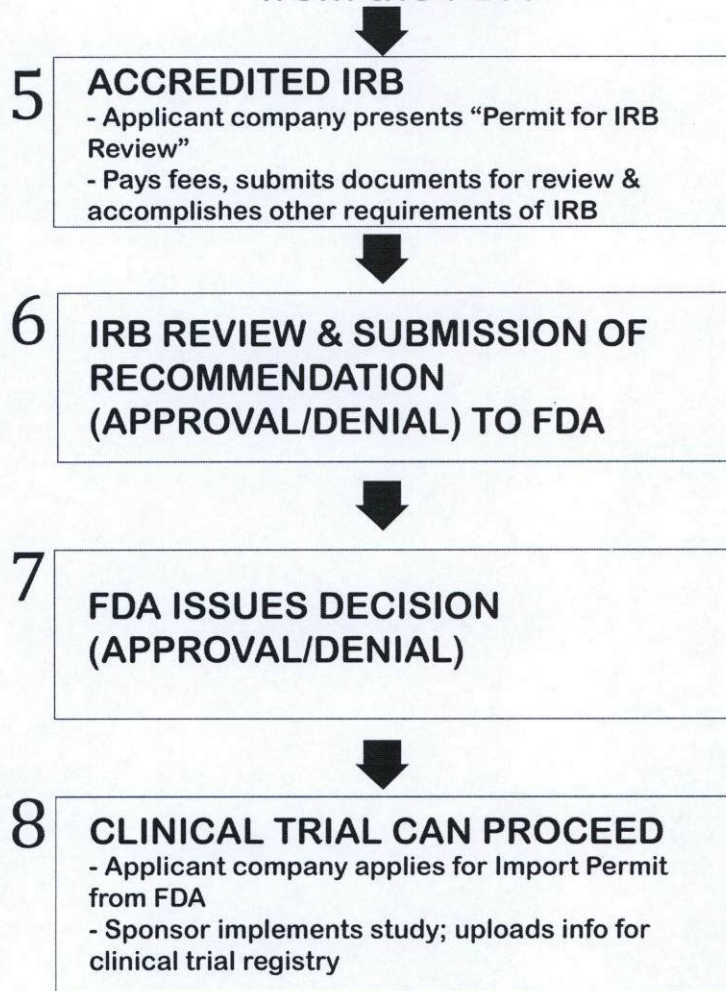 5
ACCREDITED IRB
- Applicant company presents “Permit for IRB
Review”
- Pays fees, submits documents for review &
accomplishes other requirements of IRB
6
IRB REVIEW & SUBMISSION OF
RECOMMENDATION
(APPROVAL/DENIAL) TO FDA
7
FDA ISSUES DECISION
(APPROVAL/DENIAL)
8
CLINICAL TRIAL CAN PROCEED
- Applicant company applies for Import Permit
from FDA
- Sponsor implements study; uploads info for
clinical trial registry